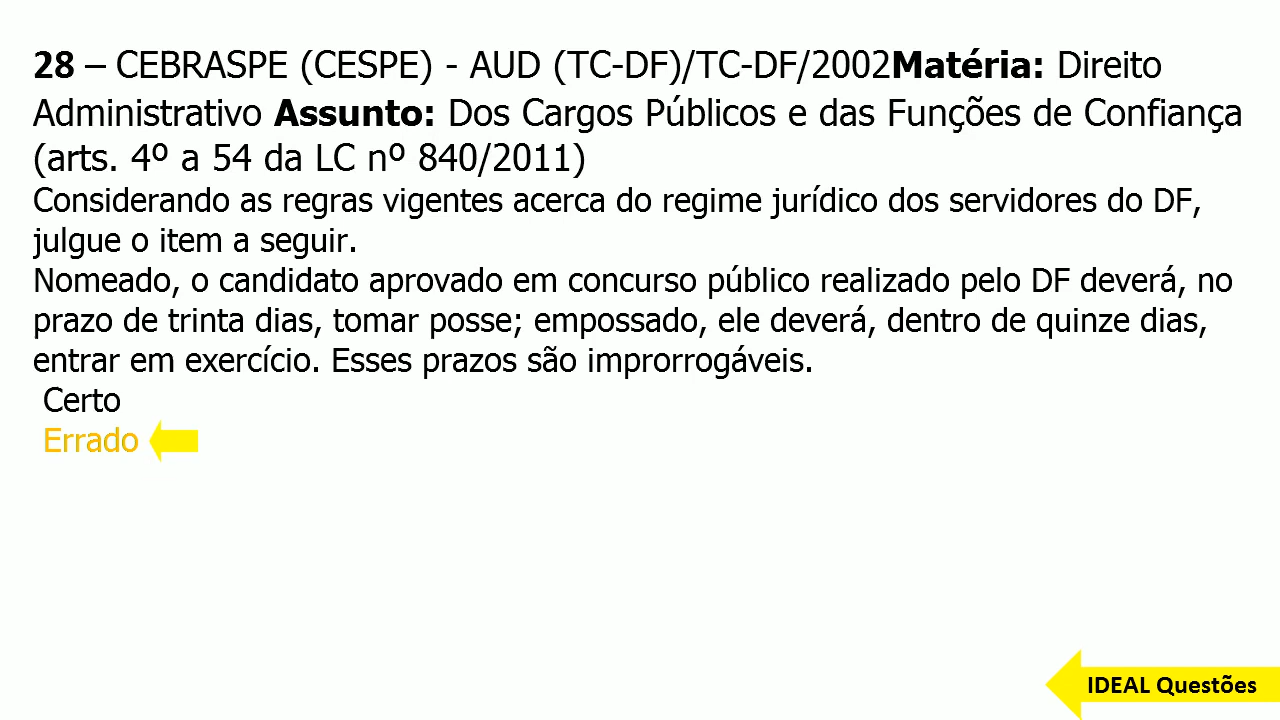 28 – CEBRASPE (CESPE) - AUD (TC-DF)/TC-DF/2002Matéria: Direito
Administrativo Assunto: Dos Cargos Públicos e das Funções de Confiança
(arts. 4º a 54 da LC nº 840/2011)
Considerando as regras vigentes acerca do regime jurídico dos servidores do DF,
julgue o item a seguir.
Nomeado, o candidato aprovado em concurso público realizado pelo DF deverá, no
prazo de trinta dias, tomar posse; empossado, ele deverá, dentro de quinze dias,
entrar em exercício. Esses prazos são improrrogáveis.
Certo
Errado
IDEAL Questões